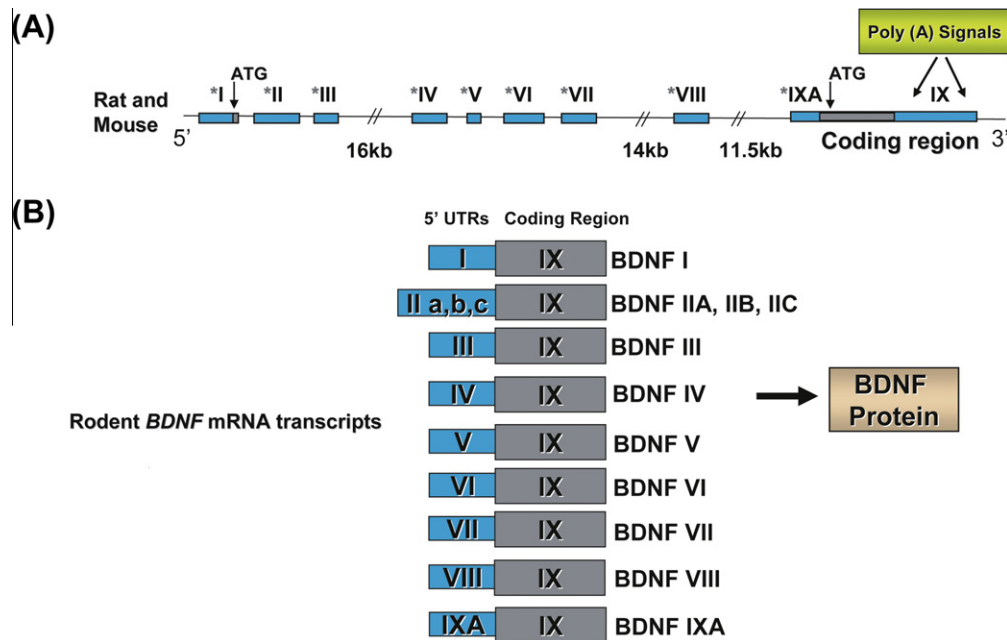 (A)
Poly (A) Signals
ATG
ATG
*I *II *III *IV *V *VI *VII *VIII *IXA IX
Rat and
Mouse
5' 3'
16kb 14kb 11.5kb Coding region
(B)
5' UTRs Coding Region
I IX BDNF I
II a,b,c IX BDNF IIA, IIB, IIC
III IX BDNF III
IV IX BDNF IV
BDNF
Protein
Rodent BDNF mRNA transcripts
V IX BDNF V
VI IX BDNF VI
VII IX BDNF VII
VIII IX BDNF VIII
IXA IX BDNF IXA